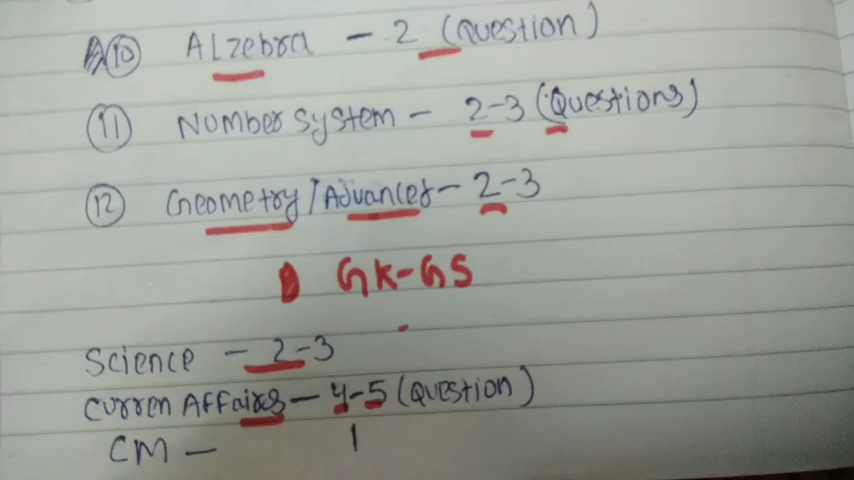 (10) Alzebra - 2 (Question)
(11) Number System - 2-3 (Questions)
(12) Geometry / Advances - 2-3
GK-GS
Science - 2-3
Curren Affairs - 4-5 (Question)
CM - 1